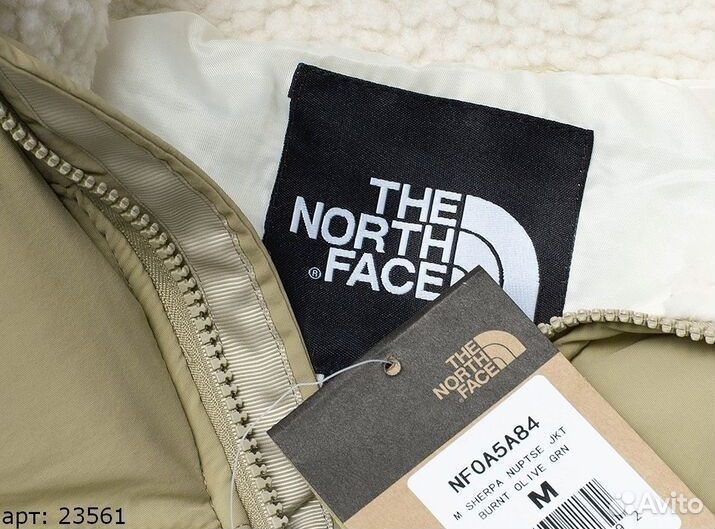 THE
NORTH
FACE
®
THE
NORTH
FACE
NF0A5A84
M SHERPA NUPTSE JKT
BURNT OLIVE GRN
M
арт: 23561
Avito